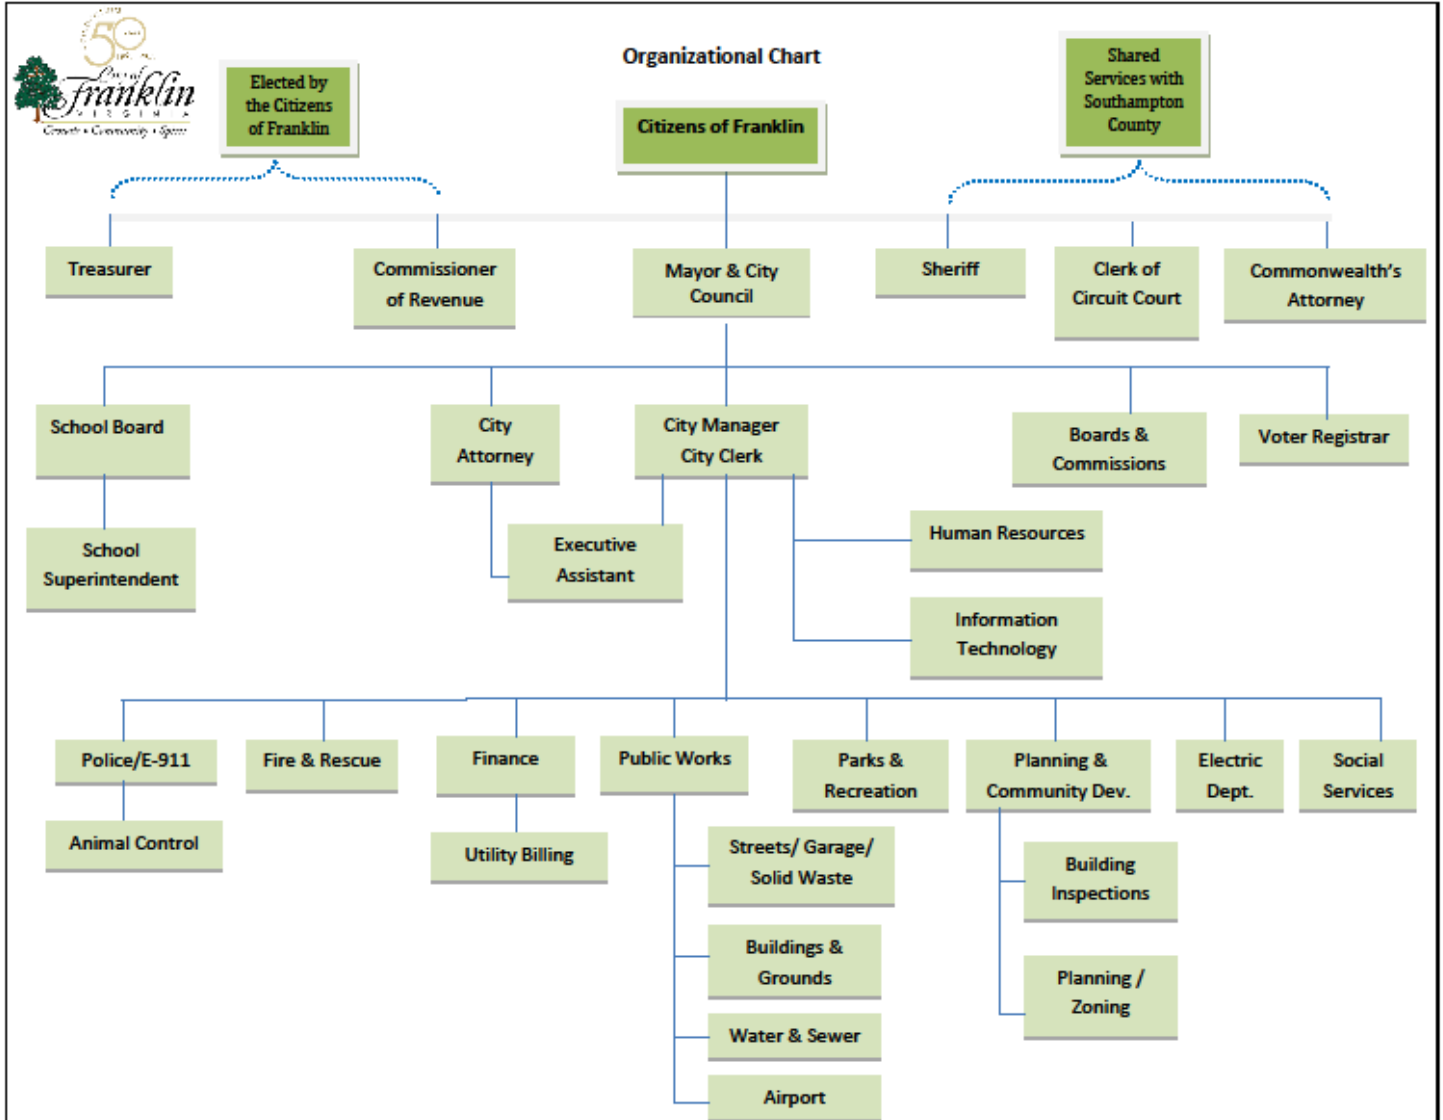 50
City of
Franklin
VIRGINIA
Organizational Chart
Elected by
the Citizens
of Franklin
Citizens of Franklin
Shared
Services with
Southampton
County
Treasurer
Commissioner
of Revenue
Mayor & City
Council
Sheriff
Clerk of
Circuit Court
Commonwealth's
Attorney
School Board
City
Attorney
City Manager
City Clerk
Boards &
Commissions
Voter Registrar
School
Superintendent
Executive
Assistant
Human Resources
Information
Technology
Police/E-911
Fire & Rescue
Finance
Public Works
Parks &
Recreation
Planning &
Community Dev.
Electric
Dept.
Social
Services
Animal Control
Utility Billing
Streets/ Garage/
Solid Waste
Building
Inspections
Buildings &
Grounds
Planning /
Zoning
Water & Sewer
Airport